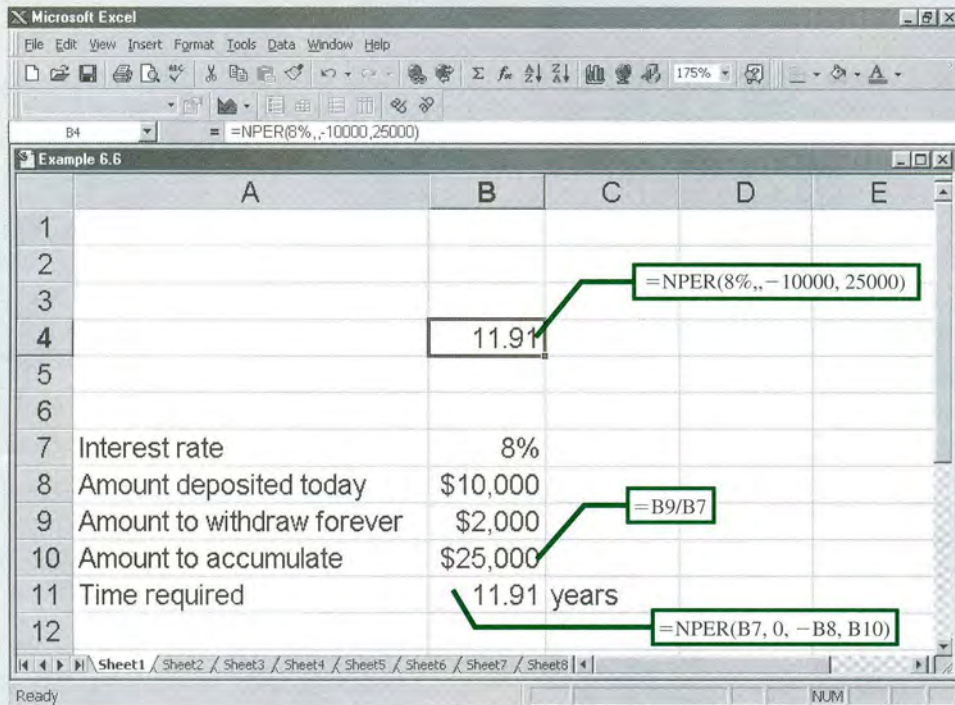 Microsoft Excel
File Edit View Insert Format Tools Data Window Help
175%
B4 = =NPER(8%,,-10000,25000)
Example 6.6
A B C D E
1
2
=NPER(8%,,−10000, 25000)
3
4 11.91
5
6
7 Interest rate 8%
8 Amount deposited today $10,000
=B9/B7
9 Amount to withdraw forever $2,000
10 Amount to accumulate $25,000
11 Time required 11.91 years
=NPER(B7, 0, −B8, B10)
12
Sheet1 / Sheet2 / Sheet3 / Sheet4 / Sheet5 / Sheet6 / Sheet7 / Sheet8
Ready NUM